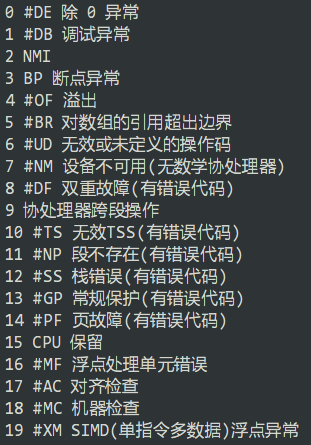 0 #DE 除 0 异常
1 #DB 调试异常
2 NMI
3 BP 断点异常
4 #OF 溢出
5 #BR 对数组的引用超出边界
6 #UD 无效或未定义的操作码
7 #NM 设备不可用(无数学协处理器)
8 #DF 双重故障(有错误代码)
9 协处理器跨段操作
10 #TS 无效TSS(有错误代码)
11 #NP 段不存在(有错误代码)
12 #SS 栈错误(有错误代码)
13 #GP 常规保护(有错误代码)
14 #PF 页故障(有错误代码)
15 CPU 保留
16 #MF 浮点处理单元错误
17 #AC 对齐检查
18 #MC 机器检查
19 #XM SIMD(单指令多数据)浮点异常